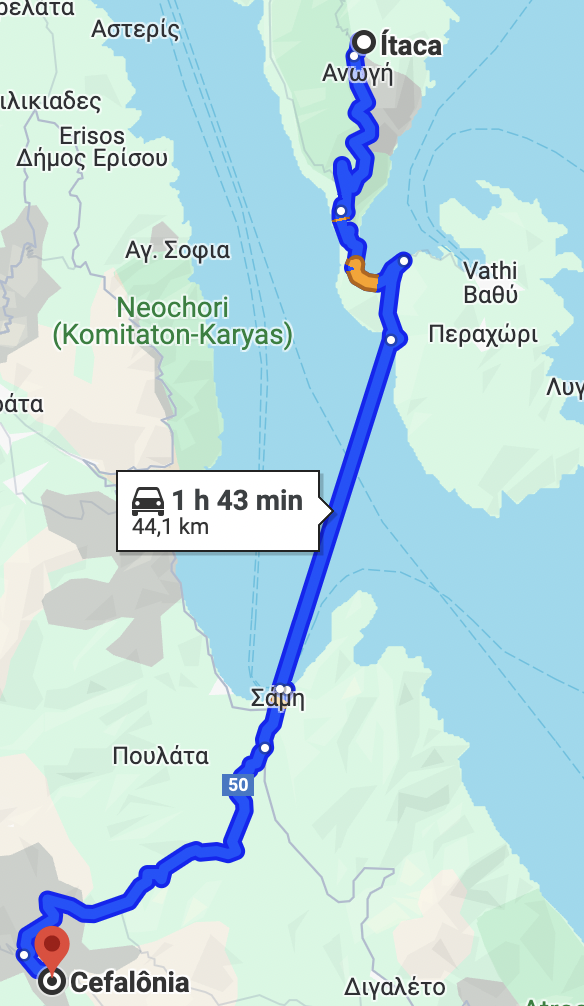 Αστερίς
Ítaca
Ανωγή
Erisos
Δήμος Ερίσου
Αγ. Σοφια
Vathi
Βαθύ
Neochori
(Komitaton-Karyas)
Περαχώρι
1 h 43 min
44,1 km
Σάμη
Πουλάτα
50
Cefalônia
Διγαλέτο